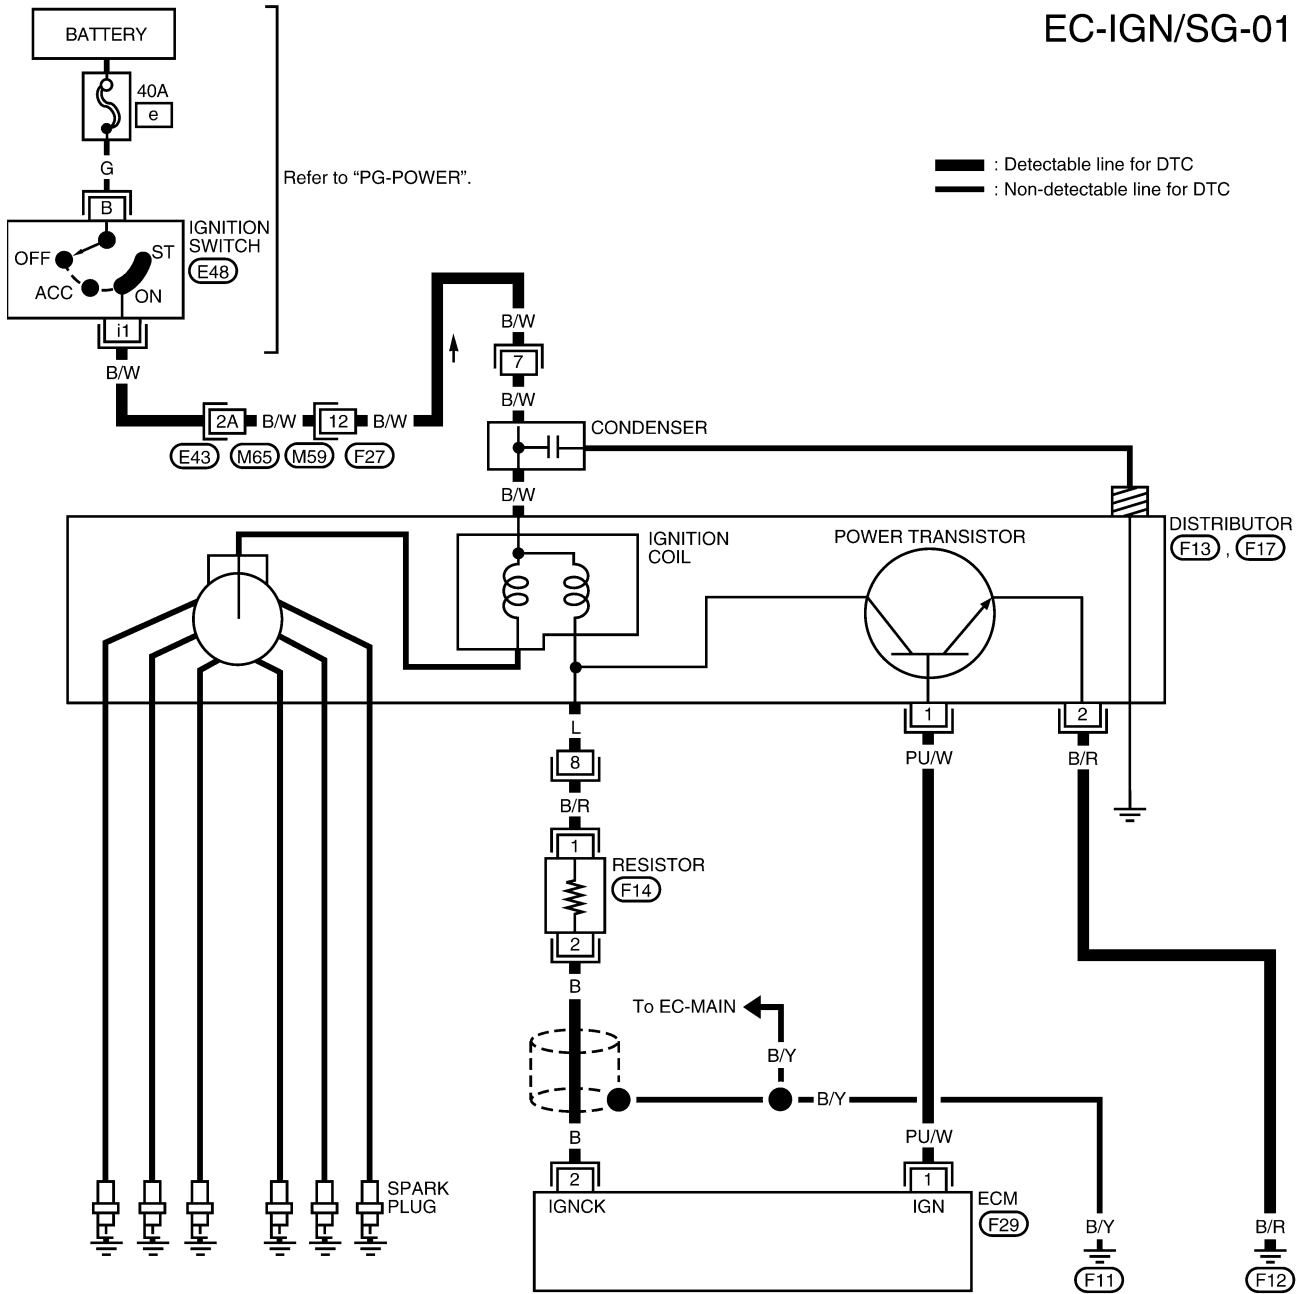 EC-IGN/SG-01
BATTERY
40A
e
G
Refer to “PG-POWER”.
: Detectable line for DTC
: Non-detectable line for DTC
B
IGNITION
SWITCH
E48
OFF
ST
ACC
ON
i1
B/W
B/W
7
B/W
2A
B/W
12
B/W
E43
M65
M59
F27
CONDENSER
B/W
DISTRIBUTOR
F13 , F17
IGNITION
COIL
POWER TRANSISTOR
1
2
L
PU/W
B/R
8
B/R
1
RESISTOR
F14
2
B
To EC-MAIN
B/Y
B/Y
B
PU/W
2
1
SPARK
PLUG
IGNCK
IGN
ECM
F29
B/Y
B/R
F11
F12